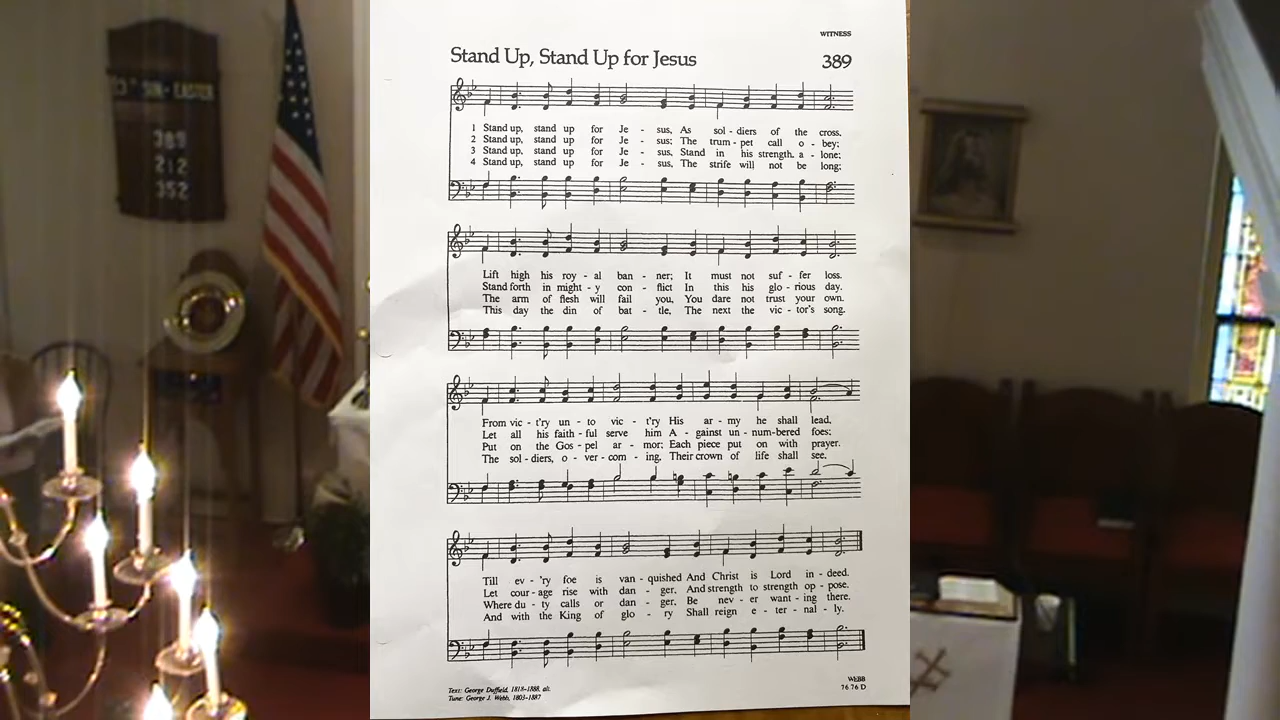 3RD SUN - EASTER
389
212
352
WITNESS
Stand Up, Stand Up for Jesus
389
1 Stand up, stand up for Je - sus, As sol - diers of the cross.
2 Stand up, stand up for Je - sus; The trum - pet call o - bey;
3 Stand up, stand up for Je - sus, Stand in his strength a - lone;
4 Stand up, stand up for Je - sus, The strife will not be long;
Lift high his roy - al ban - ner; It must not suf - fer loss.
Stand forth in might - y con - flict In this his glo - rious day.
The arm of flesh will fail you, You dare not trust your own.
This day the din of bat - tle, The next the vic - tor's song.
From vic - t'ry un - to vic - t'ry His ar - my he shall lead,
Let all his faith - ful serve him A - gainst un - num - bered foes;
Put on the Gos - pel ar - mor; Each piece put on with prayer.
The sol - diers, o - ver - com - ing, Their crown of life shall see,
Till ev - 'ry foe is van - quished And Christ is Lord in - deed.
Let cour - age rise with dan - ger, And strength to strength op - pose.
Where du - ty calls or dan - ger, Be nev - er want - ing there.
And with the King of glo - ry Shall reign e - ter - nal - ly.
Text: George Duffield, 1818-1888, alt.
Tune: George J. Webb, 1803-1887
WEBB
76 76 D